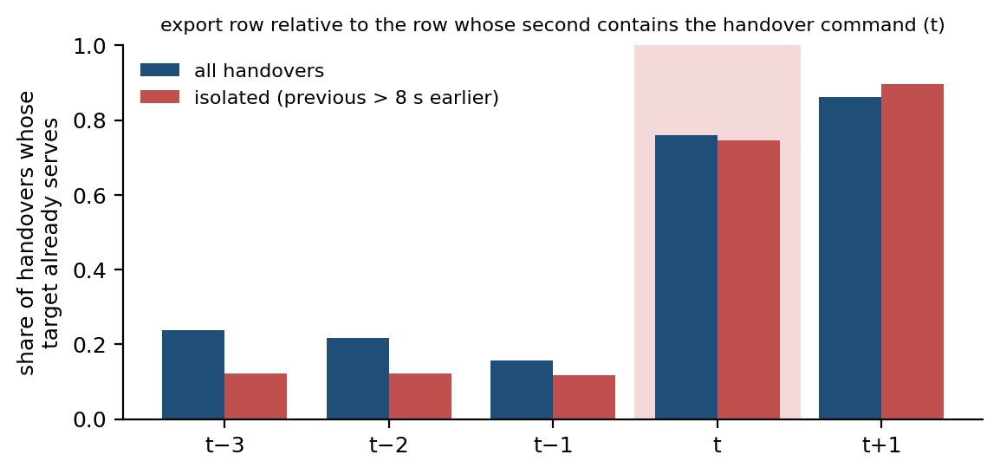 export row relative to the row whose second contains the handover command (t)
all handovers
isolated (previous > 8 s earlier)
share of handovers whose
target already serves
1.0
0.8
0.6
0.4
0.2
0.0
t−3
t−2
t−1
t
t+1